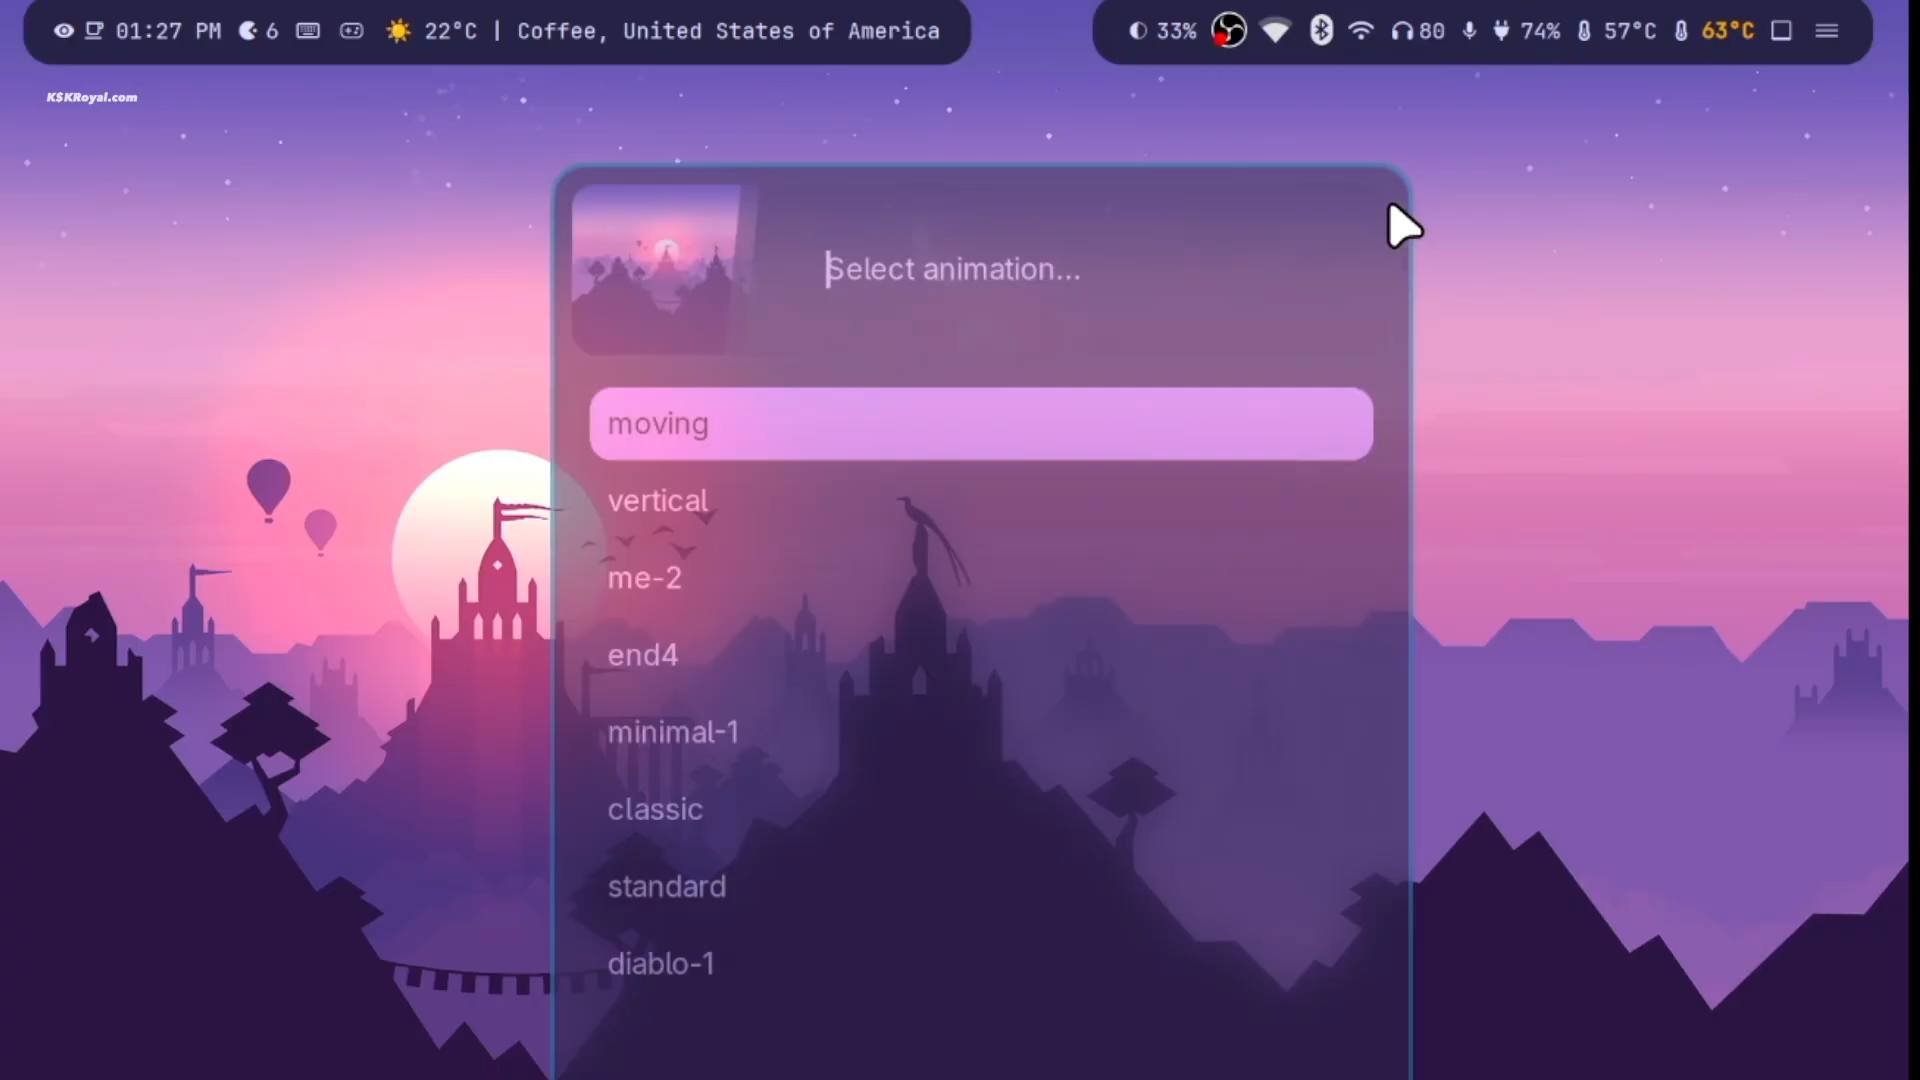 01:27 PM 6 22°C | Coffee, United States of America
33% 80 74% 57°C 63°C
K$KRoyal.com
Select animation...
moving
vertical
me-2
end4
minimal-1
classic
standard
diablo-1